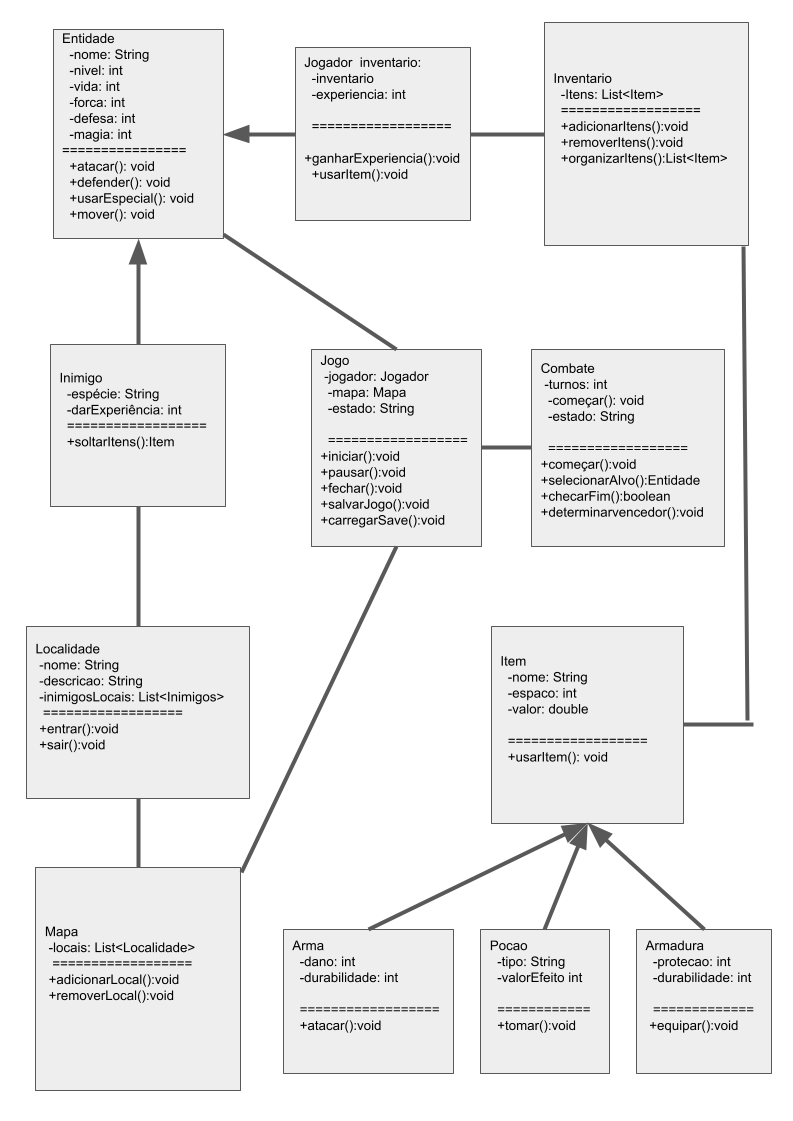 Entidade
-nome: String
-nivel: int
-vida: int
-forca: int
-defesa: int
-magia: int
================
+atacar(): void
+defender(): void
+usarEspecial(): void
+mover(): void
Jogador inventario:
-inventario
-experiencia: int
==================
+ganharExperiencia():void
+usarItem():void
Inventario
-Itens: List<Item>
==================
+adicionarItens():void
+removerItens():void
+organizarItens():List<Item>
Inimigo
-espécie: String
-darExperiência: int
==================
+soltarItens():Item
Jogo
-jogador: Jogador
-mapa: Mapa
-estado: String
==================
+iniciar():void
+pausar():void
+fechar():void
+salvarJogo():void
+carregarSave():void
Combate
-turnos: int
-começar(): void
-estado: String
==================
+começar():void
+selecionarAlvo():Entidade
+checarFim():boolean
+determinarvencedor():void
Localidade
-nome: String
-descricao: String
-inimigosLocais: List<Inimigos>
==================
+entrar():void
+sair():void
Item
-nome: String
-espaco: int
-valor: double
==================
+usarItem(): void
Mapa
-locais: List<Localidade>
==================
+adicionarLocal():void
+removerLocal():void
Arma
-dano: int
-durabilidade: int
==================
+atacar():void
Pocao
-tipo: String
-valorEfeito int
============
+tomar():void
Armadura
-protecao: int
-durabilidade: int
=============
+equipar():void